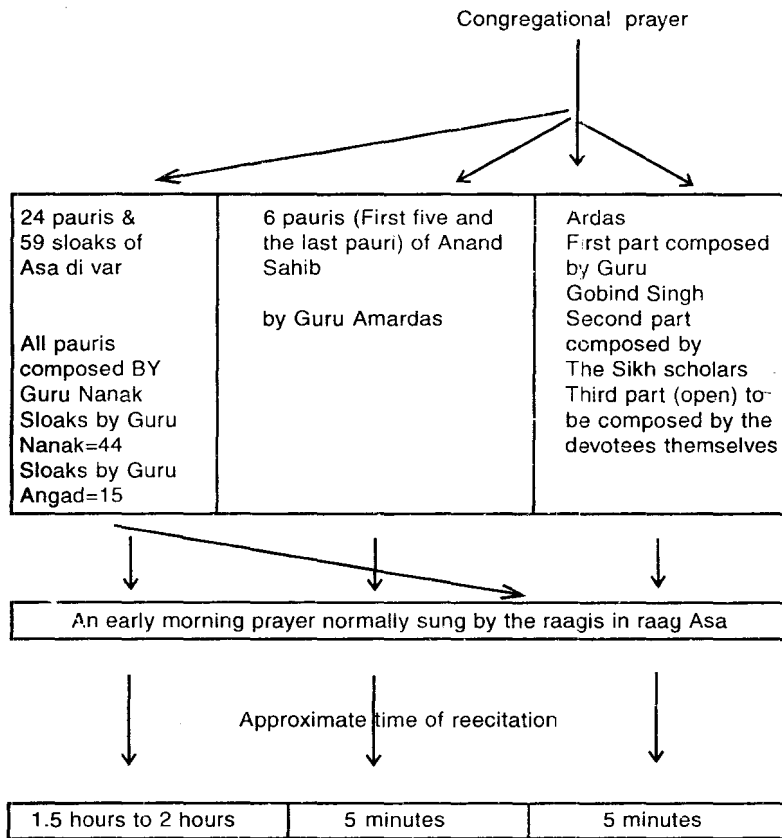 Congregational prayer
24 pauris &
59 sloaks of
Asa di var
All pauris
composed BY
Guru Nanak
Sloaks by Guru
Nanak=44
Sloaks by Guru
Angad=15
6 pauris (First five and
the last pauri) of Anand
Sahib
by Guru Amardas
Ardas
First part composed
by Guru
Gobind Singh
Second part
composed by
The Sikh scholars
Third part (open) to
be composed by the
devotees themselves
An early morning prayer normally sung by the raagis in raag Asa
Approximate time of reecitation
1.5 hours to 2 hours
5 minutes
5 minutes